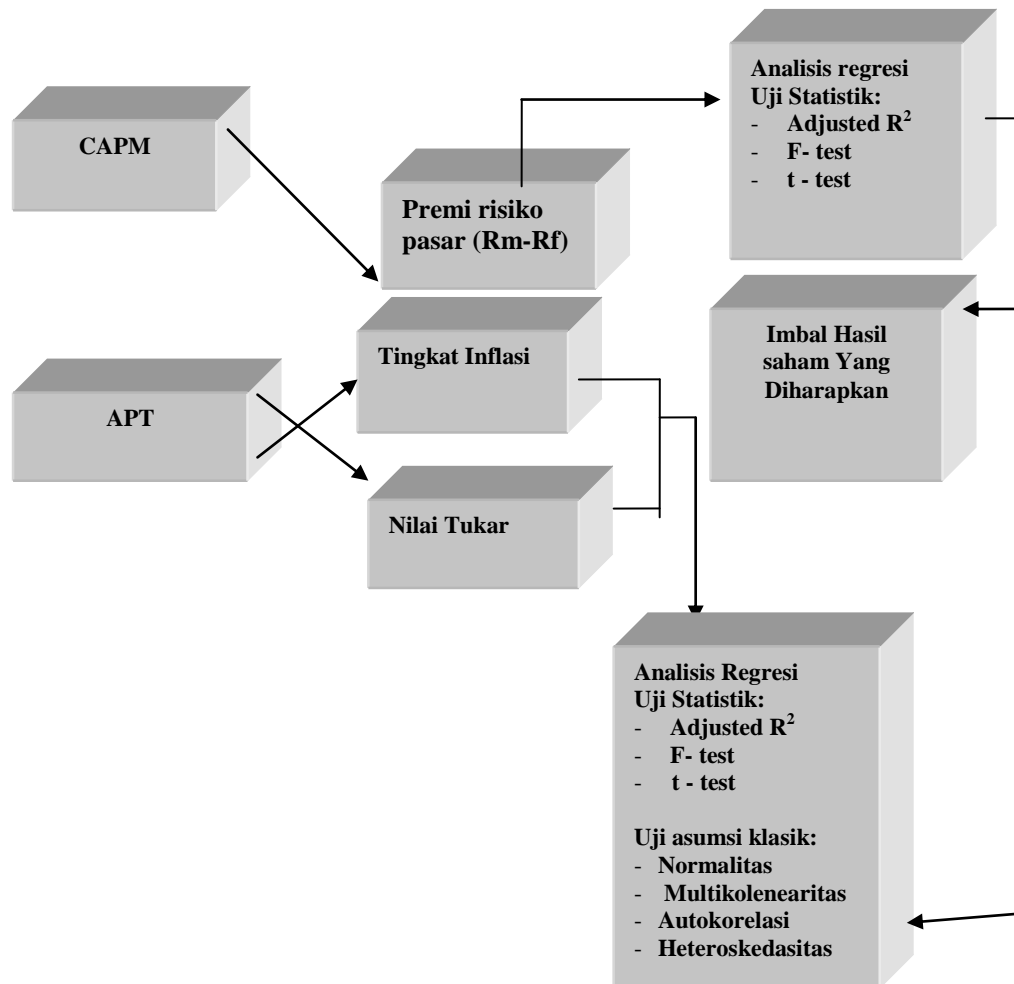 CAPM
Analisis regresi
Uji Statistik:
- Adjusted R²
- F- test
- t - test
Premi risiko
pasar (Rm-Rf)
Tingkat Inflasi
Imbal Hasil
saham Yang
Diharapkan
APT
Nilai Tukar
Analisis Regresi
Uji Statistik:
- Adjusted R²
- F- test
- t - test
Uji asumsi klasik:
- Normalitas
- Multikolenearitas
- Autokorelasi
- Heteroskedasitas